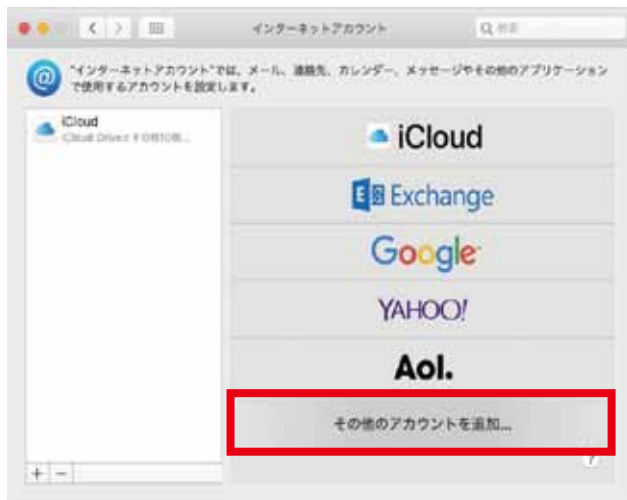 インターネットアカウント
検索
"インターネットアカウント"では、メール、連絡先、カレンダー、メッセージやその他のアプリケーション
で使用するアカウントを設定します。
iCloud
iCloud Drive
iCloud
Exchange
Google
YAHOO!
Aol.
その他のアカウントを追加...
?
+ −